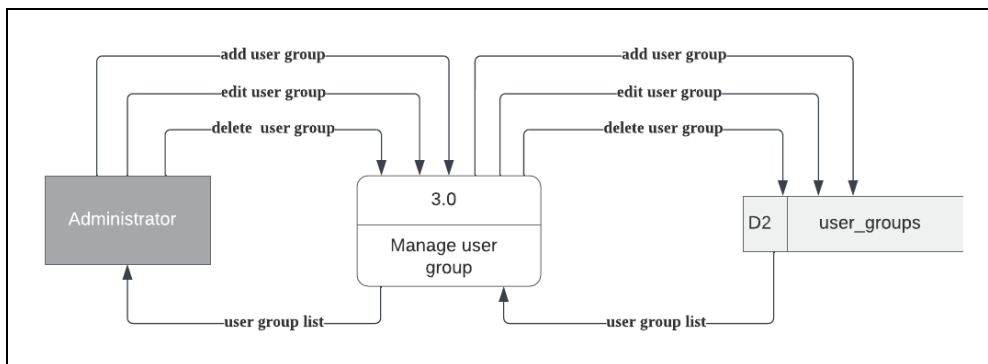 add user group
add user group
edit user group
edit user group
delete user group
delete user group
Administrator
3.0
Manage user
group
D2
user_groups
user group list
user group list